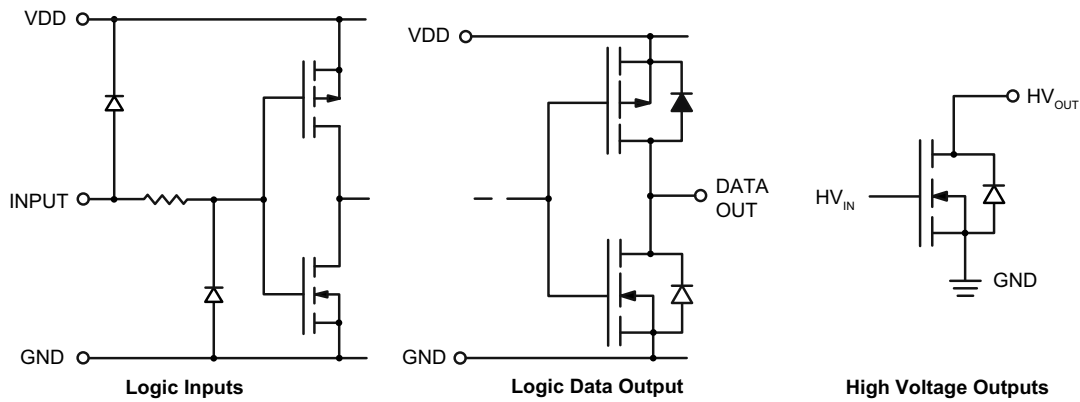 VDD
INPUT
GND
Logic Inputs
VDD
DATA
OUT
GND
Logic Data Output
HVOUT
HVIN
GND
High Voltage Outputs